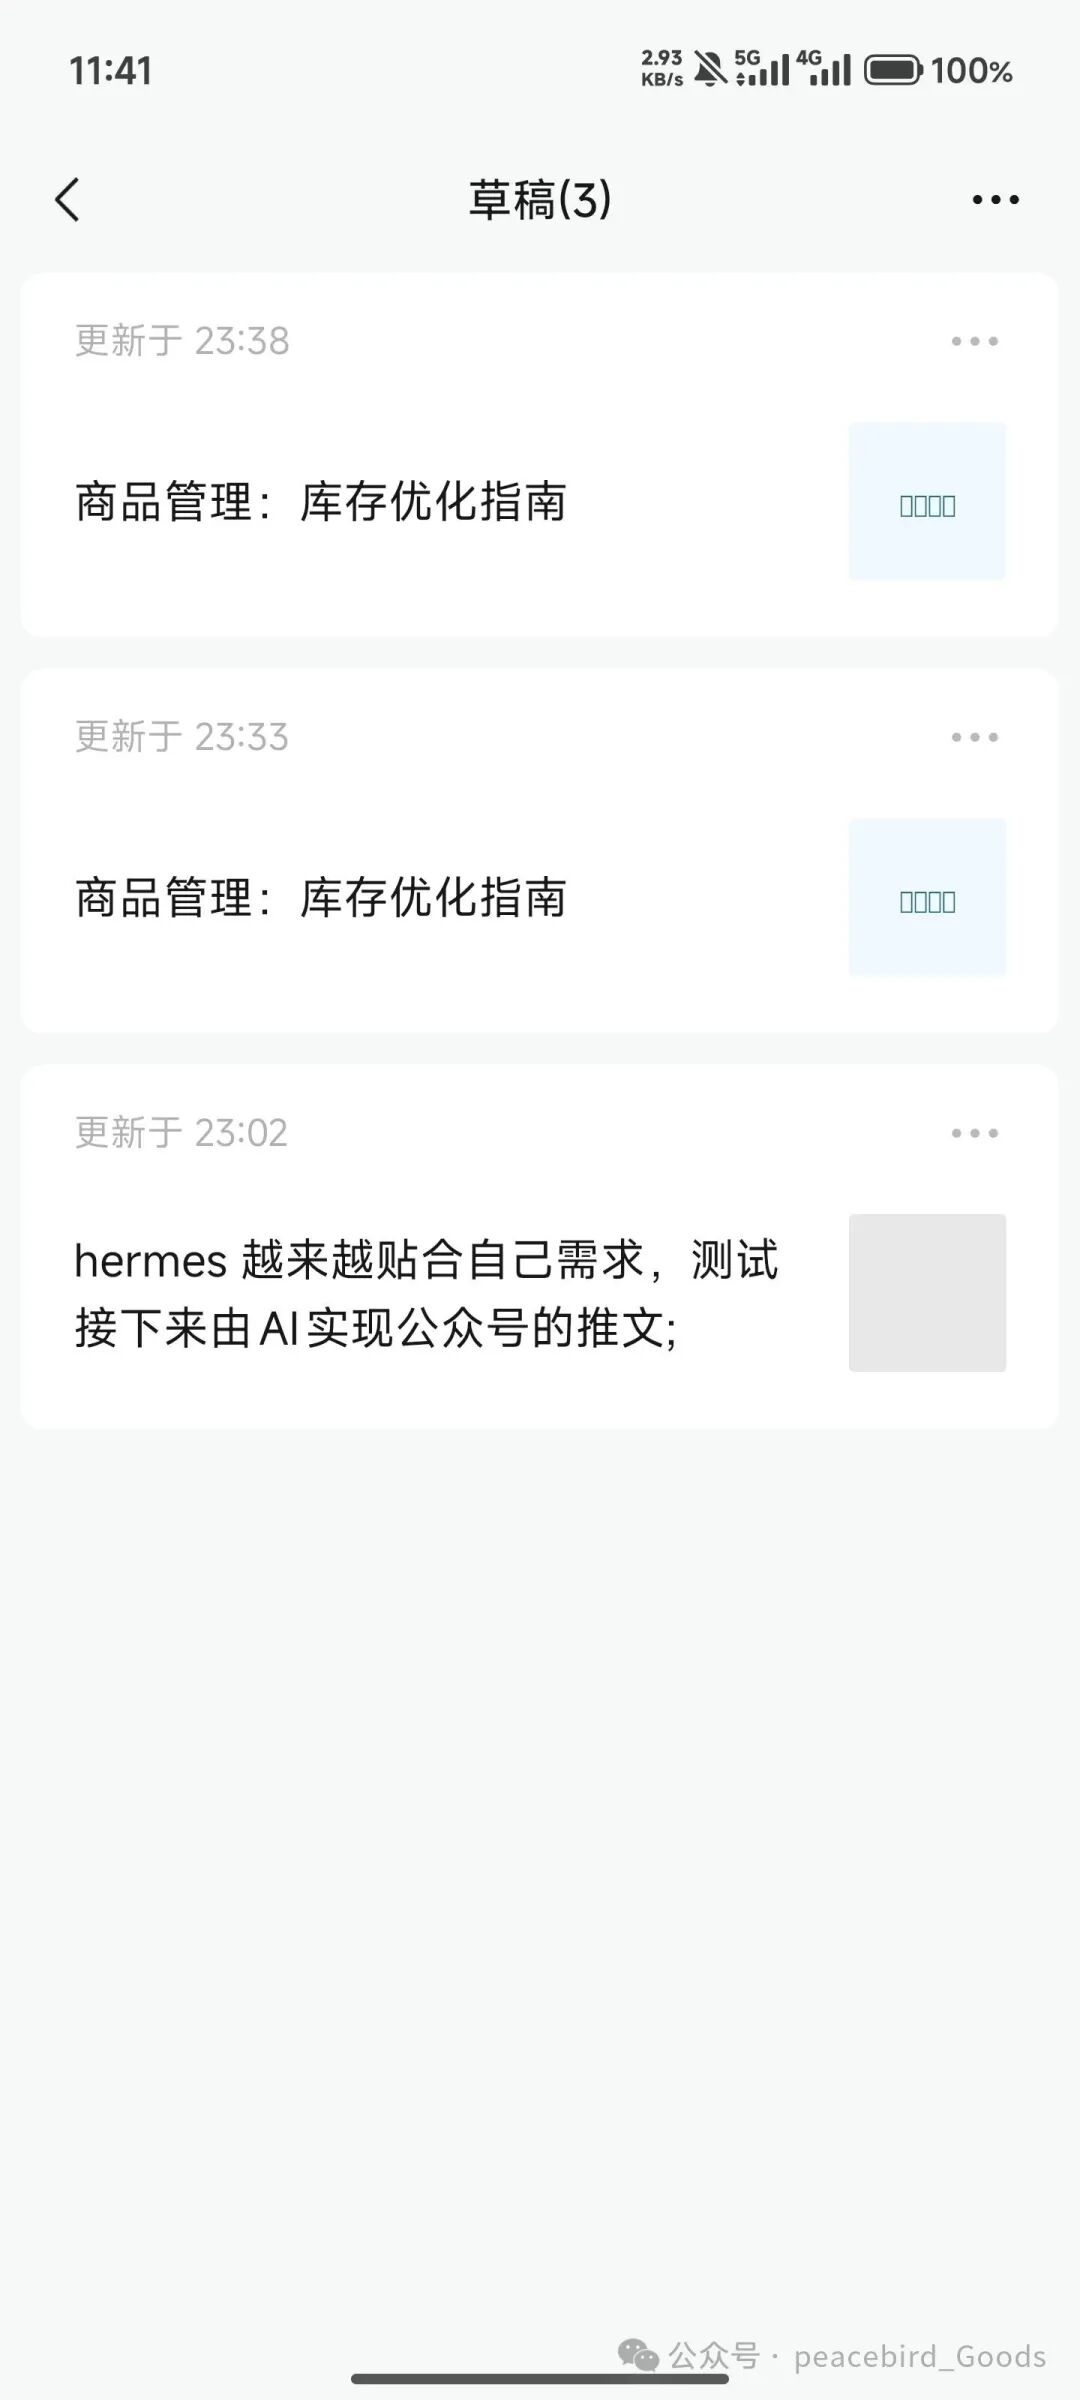 11:41
2.93 KB/s 5G 4G 100%
草稿(3)
更新于 23:38
商品管理：库存优化指南
更新于 23:33
商品管理：库存优化指南
更新于 23:02
hermes 越来越贴合自己需求，测试
接下来由AI实现公众号的推文;
公众号 · peacebird_Goods